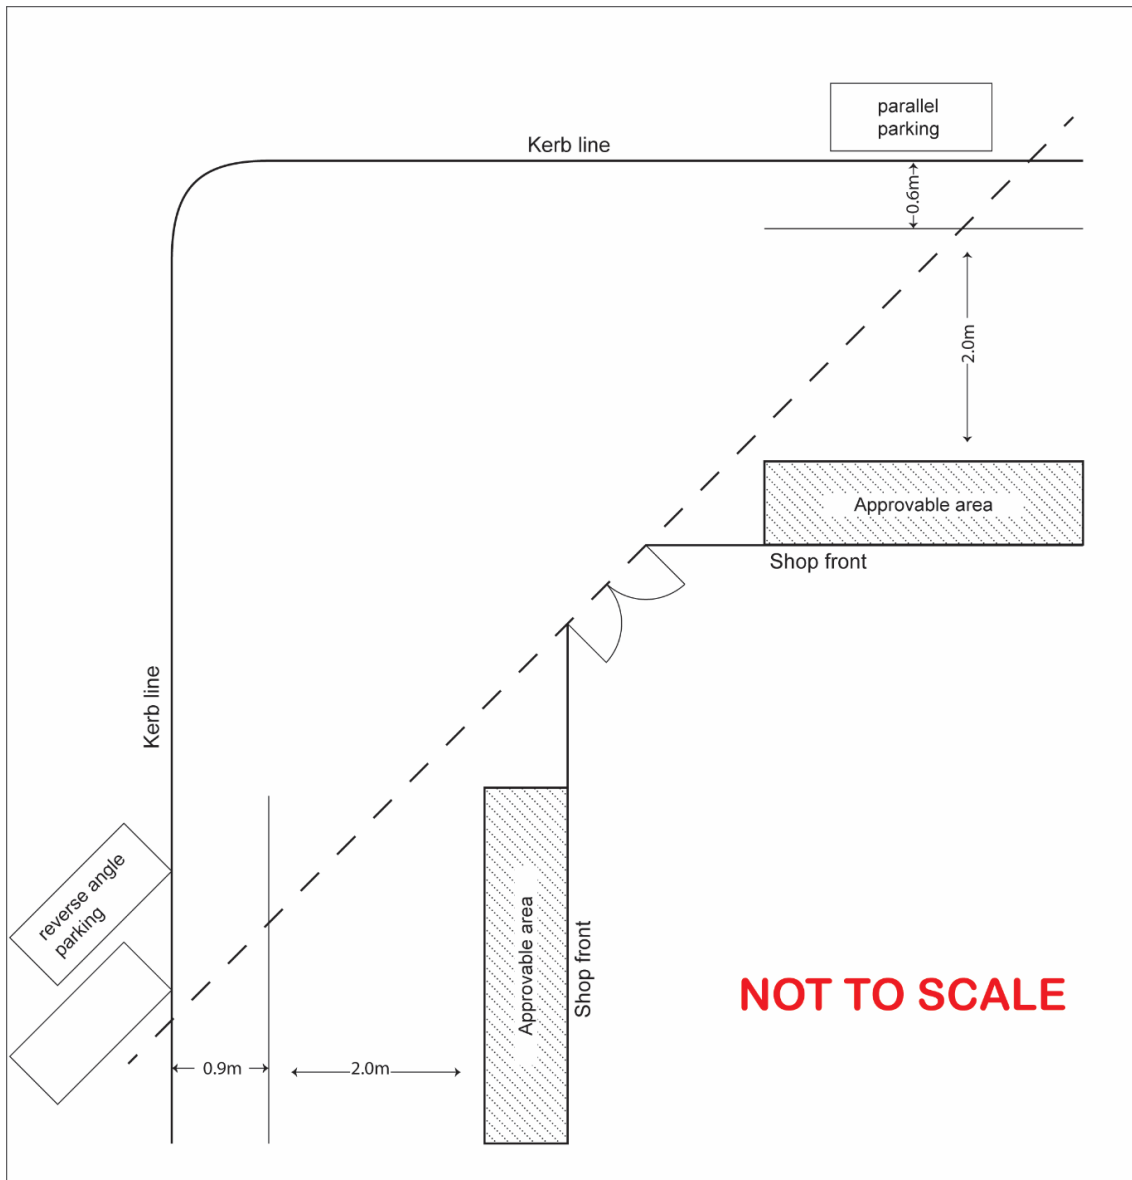 parallel
parking
Kerb line
0.6m
2.0m
Approvable area
Shop front
Kerb line
reverse angle
parking
Approvable area
Shop front
NOT TO SCALE
0.9m
2.0m